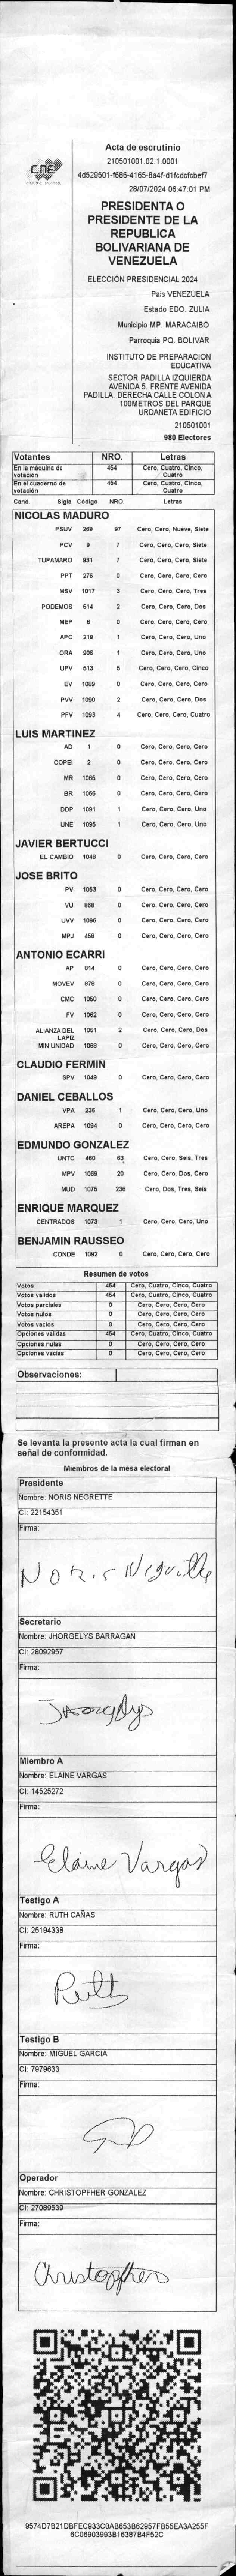 CNE
Acta de escrutinio
210501001.02.1.0001
4d529501-f686-4165-8a4f-d1fcdcfcbef7
28/07/2024 06:47:01 PM
PRESIDENTA O
PRESIDENTE DE LA
REPUBLICA
BOLIVARIANA DE
VENEZUELA
ELECCIÓN PRESIDENCIAL 2024
Pais VENEZUELA
Estado EDO. ZULIA
Municipio MP. MARACAIBO
Parroquia PQ. BOLIVAR
INSTITUTO DE PREPARACION
EDUCATIVA
SECTOR PADILLA IZQUIERDA
AVENIDA 5. FRENTE AVENIDA
PADILLA. DERECHA CALLE COLON A
100METROS DEL PARQUE
URDANETA EDIFICIO
210501001
980 Electores
Votantes NRO. Letras
En la máquina de votación 454 Cero, Cuatro, Cinco, Cuatro
En el cuaderno de votación 454 Cero, Cuatro, Cinco, Cuatro
Cand. Sigla Código NRO. Letras
NICOLAS MADURO
PSUV 269 97 Cero, Cero, Nueve, Siete
PCV 9 7 Cero, Cero, Cero, Siete
TUPAMARO 931 7 Cero, Cero, Cero, Siete
PPT 276 0 Cero, Cero, Cero, Cero
MSV 1017 3 Cero, Cero, Cero, Tres
PODEMOS 514 2 Cero, Cero, Cero, Dos
MEP 6 0 Cero, Cero, Cero, Cero
APC 219 1 Cero, Cero, Cero, Uno
ORA 906 1 Cero, Cero, Cero, Uno
UPV 513 5 Cero, Cero, Cero, Cinco
EV 1089 0 Cero, Cero, Cero, Cero
PVV 1090 2 Cero, Cero, Cero, Dos
PFV 1093 4 Cero, Cero, Cero, Cuatro
LUIS MARTINEZ
AD 1 0 Cero, Cero, Cero, Cero
COPEI 2 0 Cero, Cero, Cero, Cero
MR 1065 0 Cero, Cero, Cero, Cero
BR 1066 0 Cero, Cero, Cero, Cero
DDP 1091 1 Cero, Cero, Cero, Uno
UNE 1095 1 Cero, Cero, Cero, Uno
JAVIER BERTUCCI
EL CAMBIO 1048 0 Cero, Cero, Cero, Cero
JOSE BRITO
PV 1053 0 Cero, Cero, Cero, Cero
VU 868 0 Cero, Cero, Cero, Cero
UVV 1096 0 Cero, Cero, Cero, Cero
MPJ 458 0 Cero, Cero, Cero, Cero
ANTONIO ECARRI
AP 814 0 Cero, Cero, Cero, Cero
MOVEV 878 0 Cero, Cero, Cero, Cero
CMC 1050 0 Cero, Cero, Cero, Cero
FV 1052 0 Cero, Cero, Cero, Cero
ALIANZA DEL LAPIZ 1051 2 Cero, Cero, Cero, Dos
MIN UNIDAD 1069 0 Cero, Cero, Cero, Cero
CLAUDIO FERMIN
SPV 1049 0 Cero, Cero, Cero, Cero
DANIEL CEBALLOS
VPA 236 1 Cero, Cero, Cero, Uno
AREPA 1094 0 Cero, Cero, Cero, Cero
EDMUNDO GONZALEZ
UNTC 480 63 Cero, Cero, Seis, Tres
MPV 1059 20 Cero, Cero, Dos, Cero
MUD 1075 236 Cero, Dos, Tres, Seis
ENRIQUE MARQUEZ
CENTRADOS 1073 1 Cero, Cero, Cero, Uno
BENJAMIN RAUSSEO
CONDE 1092 0 Cero, Cero, Cero, Cero
Resumen de votos
Votos 454 Cero, Cuatro, Cinco, Cuatro
Votos validos 454 Cero, Cuatro, Cinco, Cuatro
Votos parciales 0 Cero, Cero, Cero, Cero
Votos nulos 0 Cero, Cero, Cero, Cero
Votos vacios 0 Cero, Cero, Cero, Cero
Opciones validas 454 Cero, Cuatro, Cinco, Cuatro
Opciones nulas 0 Cero, Cero, Cero, Cero
Opciones vacias 0 Cero, Cero, Cero, Cero
Observaciones:
Se levanta la presente acta la cual firman en
señal de conformidad.
Miembros de la mesa electoral
Presidente
Nombre: NORIS NEGRETTE
CI: 22154351
Firma:
Noris Negrette
Secretario
Nombre: JHORGELYS BARRAGAN
CI: 28092957
Firma:
Jhorgelys
Miembro A
Nombre: ELAINE VARGAS
CI: 14525272
Firma:
Elaine Vargas
Testigo A
Nombre: RUTH CAÑAS
CI: 25194338
Firma:
Ruth
Testigo B
Nombre: MIGUEL GARCIA
CI: 7979633
Firma:
Operador
Nombre: CHRISTOPFHER GONZALEZ
CI: 27089539
Firma:
Christopfher
9574D7B21DBFEC933C0AB653B62957FB55EA3A255F
6C06903993B16387B4F52C